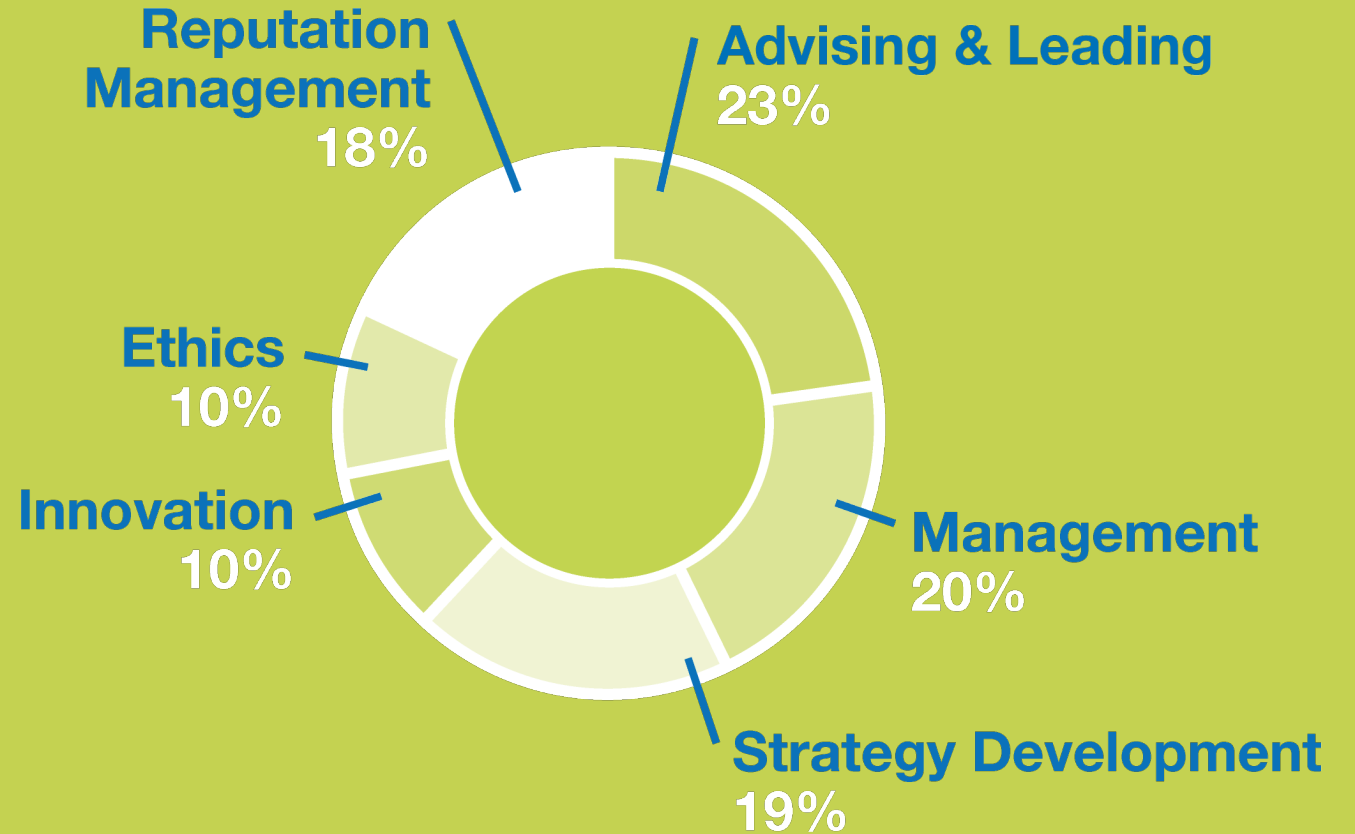 Reputation
Management
18%
Advising & Leading
23%
Ethics
10%
Innovation
10%
Management
20%
Strategy Development
19%